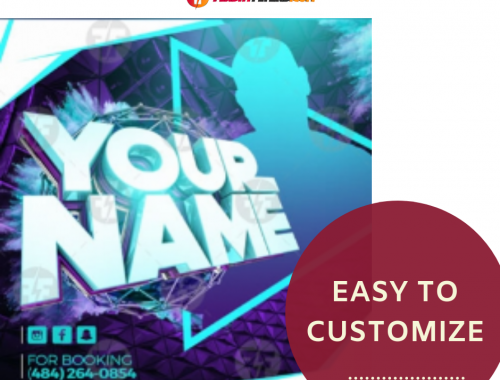 YOUR
NAME
FOR BOOKING
(484) 264-0854
EASY TO
CUSTOMIZE